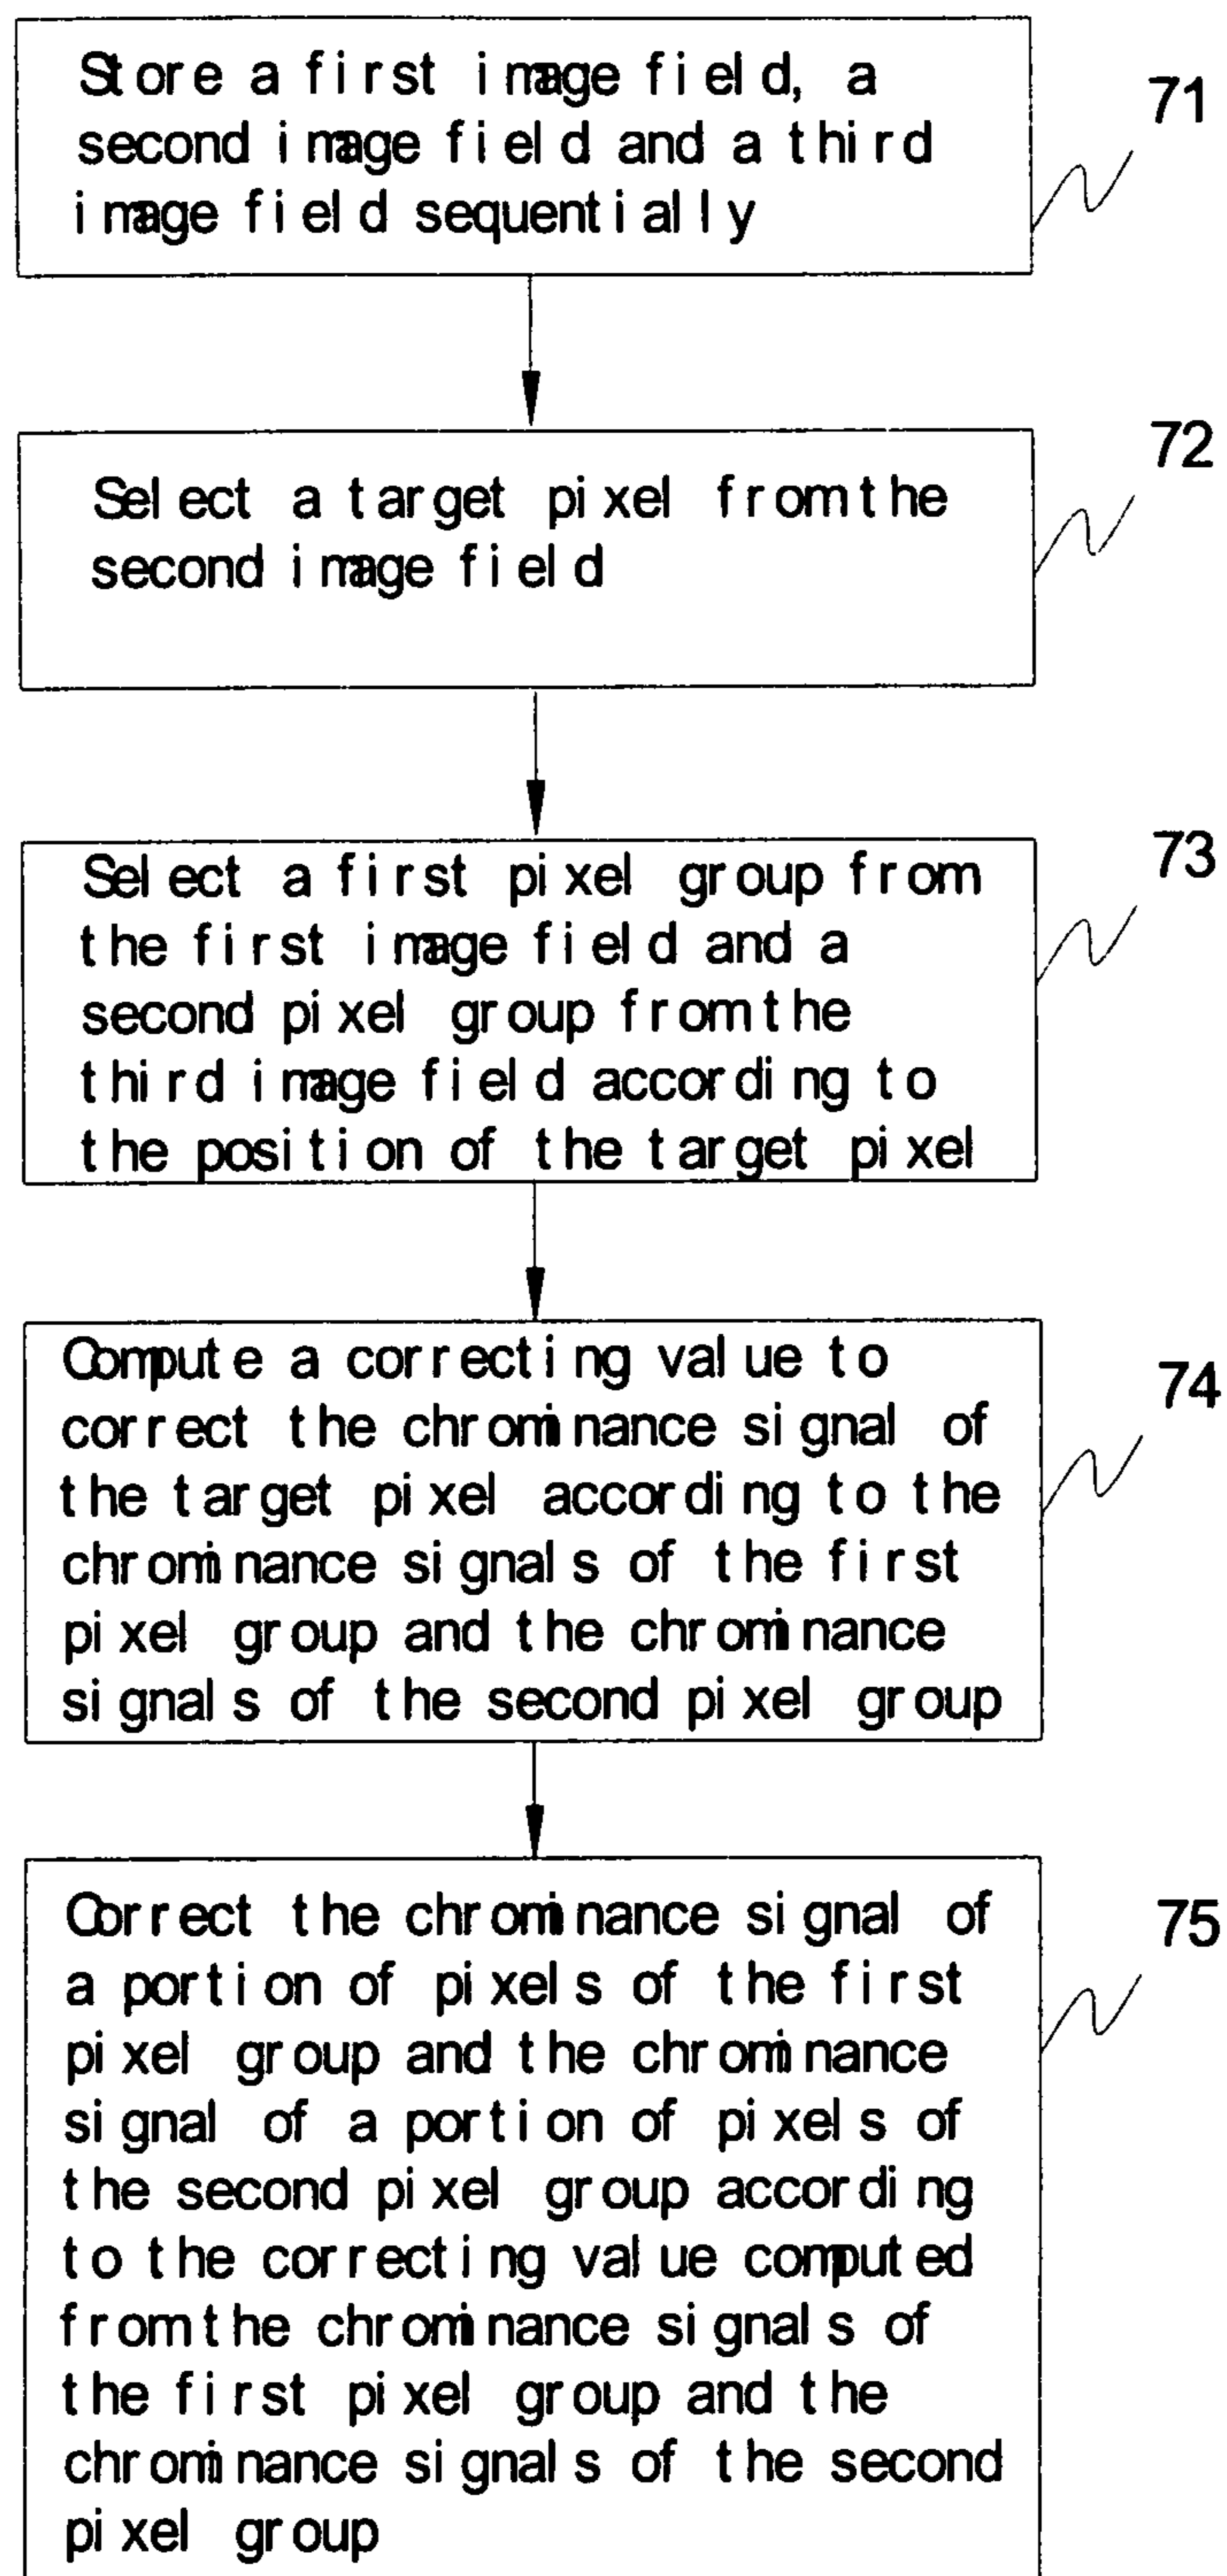 Store a first image field, a
second image field and a third
image field sequentially
71
Select a target pixel from the
second image field
72
Select a first pixel group from
the first image field and a
second pixel group from the
third image field according to
the position of the target pixel
73
Compute a correcting value to
correct the chrominance signal of
the target pixel according to the
chrominance signals of the first
pixel group and the chrominance
signals of the second pixel group
74
Correct the chrominance signal of
a portion of pixels of the first
pixel group and the chrominance
signal of a portion of pixels of
the second pixel group according
to the correcting value computed
from the chrominance signals of
the first pixel group and the
chrominance signals of the second
pixel group
75